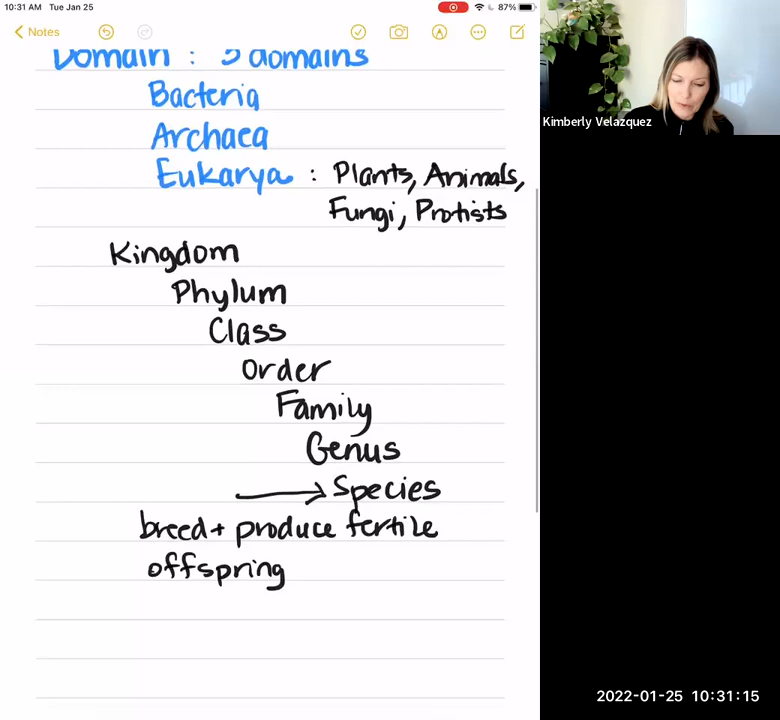 10:31 AM Tue Jan 25
87%
Notes
Domain : 3 domains
Bacteria
Archaea
Eukarya : Plants, Animals,
Fungi, Protists
Kingdom
Phylum
Class
Order
Family
Genus
→ Species
breed + produce fertile
offspring
Kimberly Velazquez
2022-01-25 10:31:15